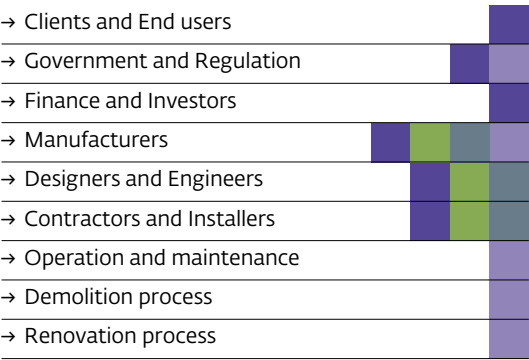 → Clients and End users
→ Government and Regulation
→ Finance and Investors
→ Manufacturers
→ Designers and Engineers
→ Contractors and Installers
→ Operation and maintenance
→ Demolition process
→ Renovation process